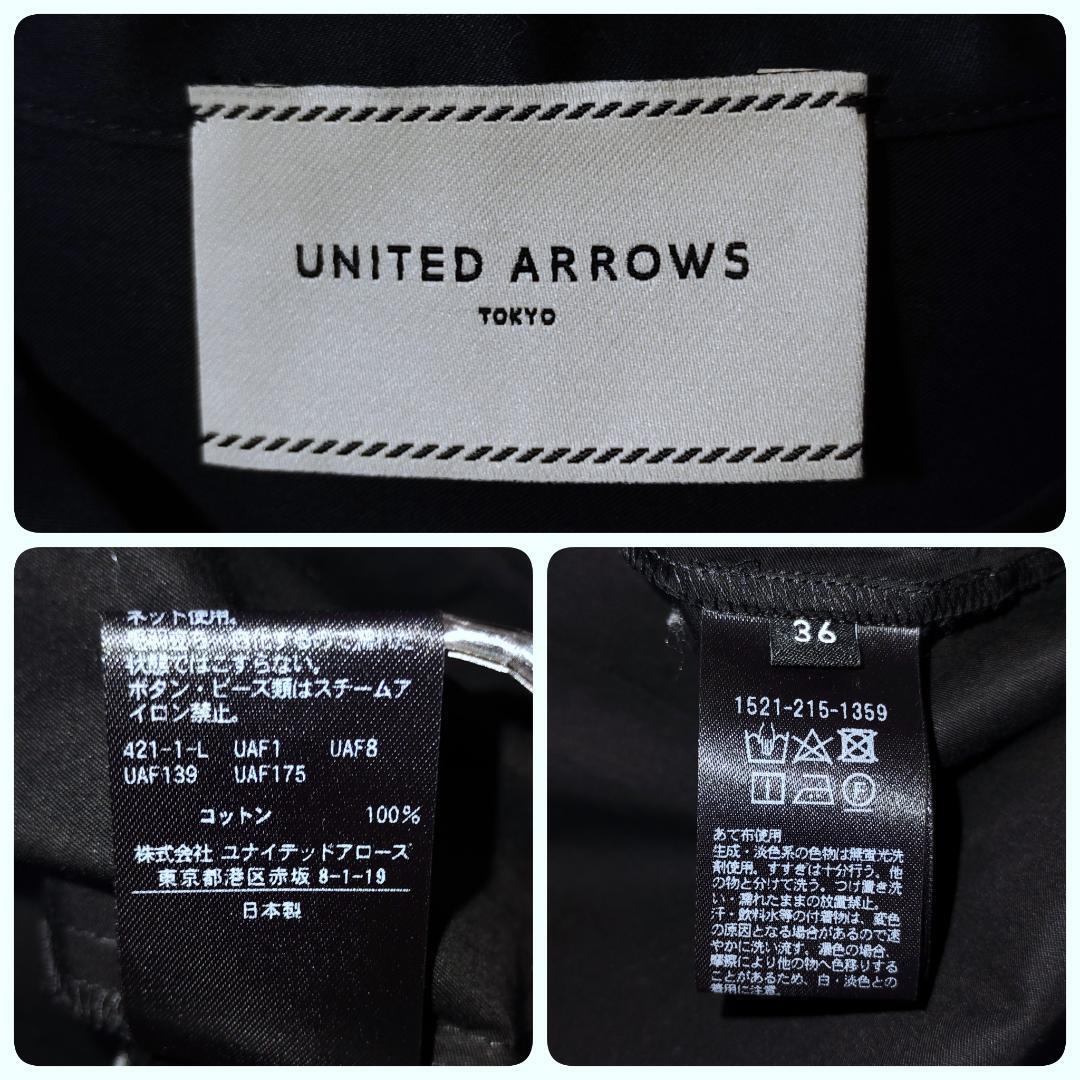 UNITED ARROWS
TOKYO
ネット使用。
状態ではこすらない。
ボタン・ビーズ類はスチームア
イロン禁止。
421-1-L UAF1 UAF8
UAF139 UAF175
コットン 100%
株式会社 ユナイテッドアローズ
東京都港区赤坂 8-1-19
日本製
36
1521-215-1359
F
あて布使用
生成・淡色系の色物は無蛍光洗
剤使用。すすぎは十分行う。他
の物と分けて洗う。つけ置き洗
い・濡れたままの放置禁止。
汗・飲料水等の付着物は、変色
の原因となる場合があるので速
やかに洗い流す。濃色の場合、
摩擦により他の物へ色移りする
ことがあるため、白・淡色との
着用に注意。